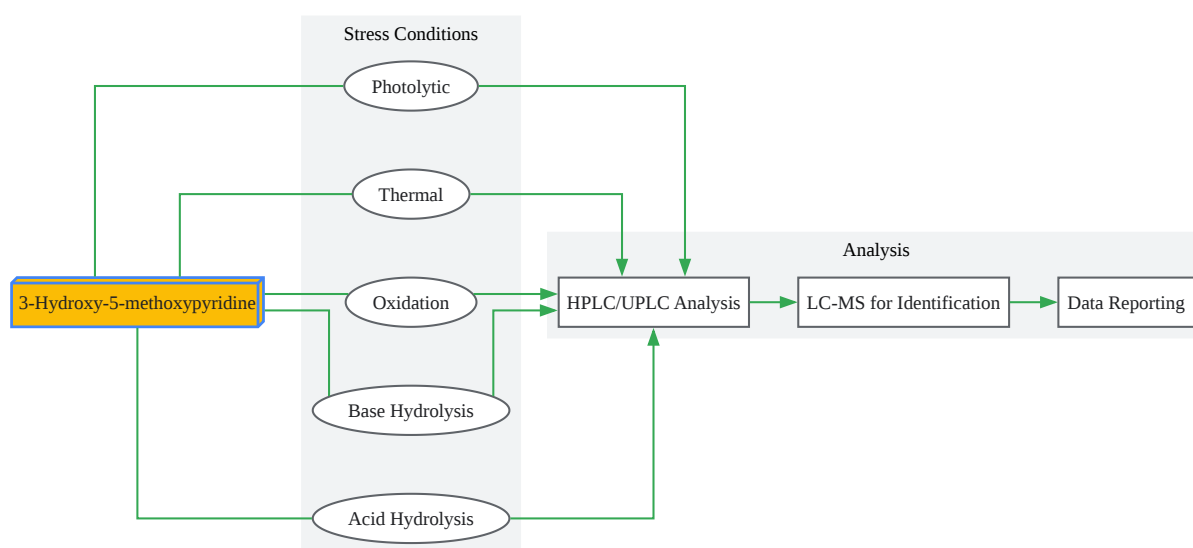 Stress Conditions
Photolytic
Thermal
Analysis
3-Hydroxy-5-methoxypyridine
Oxidation
HPLC/UPLC Analysis
LC-MS for Identification
Data Reporting
Base Hydrolysis
Acid Hydrolysis